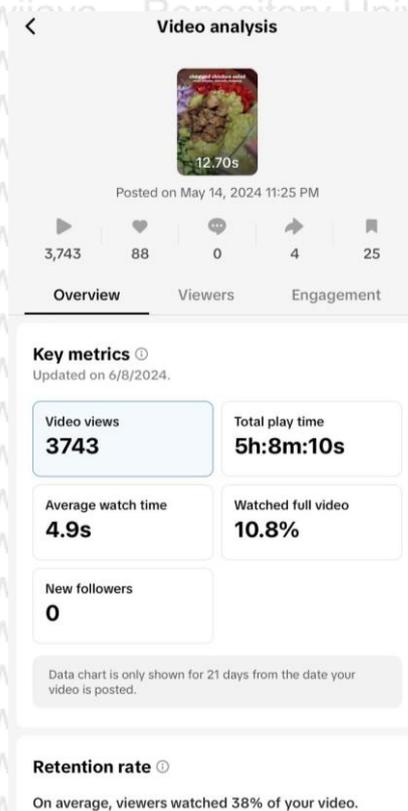 Video analysis
chopped chicken salad
12.70s
Posted on May 14, 2024 11:25 PM
3,743 88 0 4 25
Overview Viewers Engagement
Key metrics
Updated on 6/8/2024.
Video views Total play time
3743 5h:8m:10s
Average watch time Watched full video
4.9s 10.8%
New followers
0
Data chart is only shown for 21 days from the date your
video is posted.
Retention rate
On average, viewers watched 38% of your video.